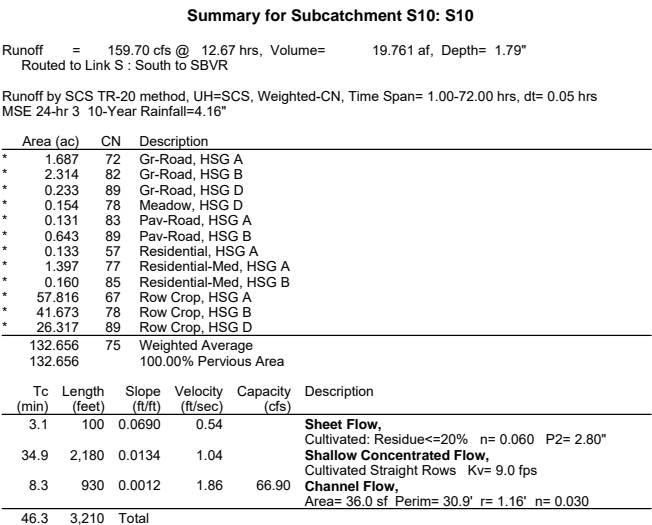 Summary for Subcatchment S10: S10
Runoff = 159.70 cfs @ 12.67 hrs, Volume= 19.761 af, Depth= 1.79"
Routed to Link S : South to SBVR
Runoff by SCS TR-20 method, UH=SCS, Weighted-CN, Time Span= 1.00-72.00 hrs, dt= 0.05 hrs
MSE 24-hr 3 10-Year Rainfall=4.16"
Area (ac) CN Description
* 1.687 72 Gr-Road, HSG A
* 2.314 82 Gr-Road, HSG B
* 0.233 89 Gr-Road, HSG D
* 0.154 78 Meadow, HSG D
* 0.131 83 Pav-Road, HSG A
* 0.643 89 Pav-Road, HSG B
* 0.133 57 Residential, HSG A
* 1.397 77 Residential-Med, HSG A
* 0.160 85 Residential-Med, HSG B
* 57.816 67 Row Crop, HSG A
* 41.673 78 Row Crop, HSG B
* 26.317 89 Row Crop, HSG D
132.656 75 Weighted Average
132.656 100.00% Pervious Area
Tc Length Slope Velocity Capacity Description
(min) (feet) (ft/ft) (ft/sec) (cfs)
3.1 100 0.0690 0.54 Sheet Flow,
Cultivated: Residue<=20% n= 0.060 P2= 2.80"
34.9 2,180 0.0134 1.04 Shallow Concentrated Flow,
Cultivated Straight Rows Kv= 9.0 fps
8.3 930 0.0012 1.86 66.90 Channel Flow,
Area= 36.0 sf Perim= 30.9' r= 1.16' n= 0.030
46.3 3,210 Total